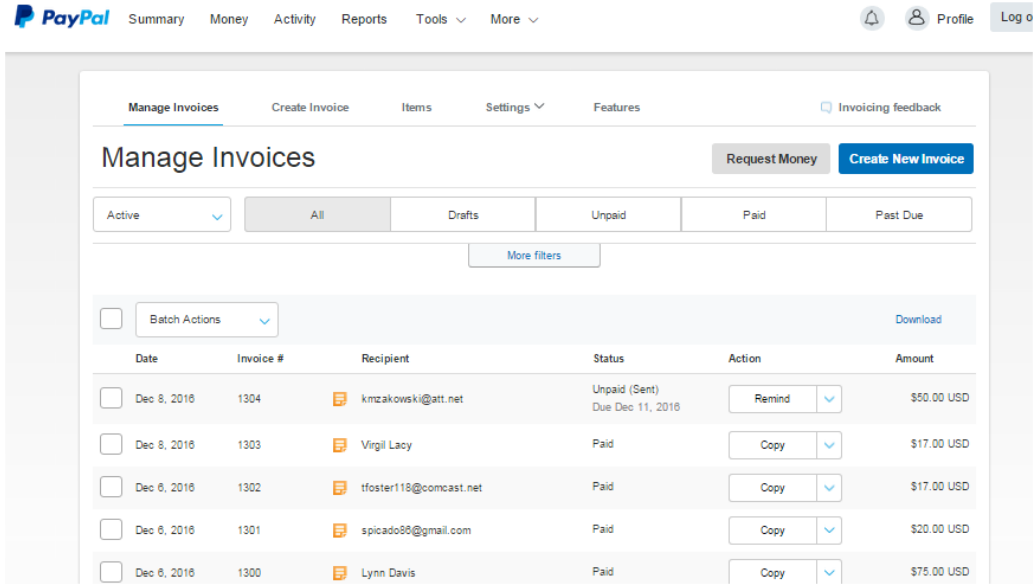 PayPal Summary Money Activity Reports Tools More Profile Log o
Manage Invoices Create Invoice Items Settings Features Invoicing feedback
Manage Invoices Request Money Create New Invoice
Active All Drafts Unpaid Paid Past Due
More filters
Batch Actions Download
Date Invoice # Recipient Status Action Amount
Dec 8, 2016 1304 kmzakowski@att.net Unpaid (Sent) Remind $50.00 USD
Due Dec 11, 2016
Dec 8, 2016 1303 Virgil Lacy Paid Copy $17.00 USD
Dec 6, 2016 1302 tfoster118@comcast.net Paid Copy $17.00 USD
Dec 6, 2016 1301 spicado86@gmail.com Paid Copy $20.00 USD
Dec 6, 2016 1300 Lynn Davis Paid Copy $75.00 USD